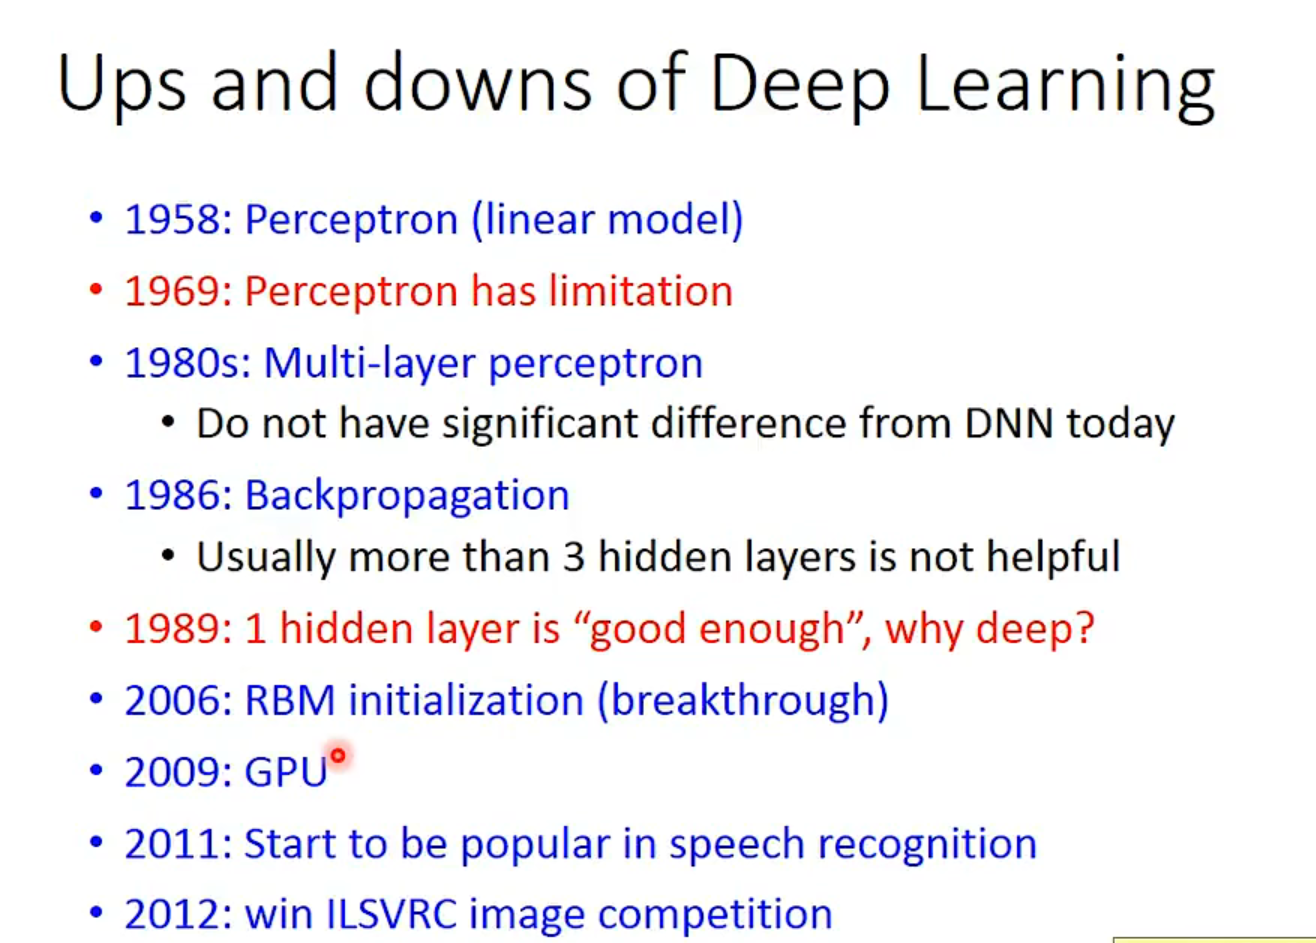 Ups and downs of Deep Learning
• 1958: Perceptron (linear model)
• 1969: Perceptron has limitation
• 1980s: Multi-layer perceptron
• Do not have significant difference from DNN today
• 1986: Backpropagation
• Usually more than 3 hidden layers is not helpful
• 1989: 1 hidden layer is “good enough”, why deep?
• 2006: RBM initialization (breakthrough)
• 2009: GPU
• 2011: Start to be popular in speech recognition
• 2012: win ILSVRC image competition